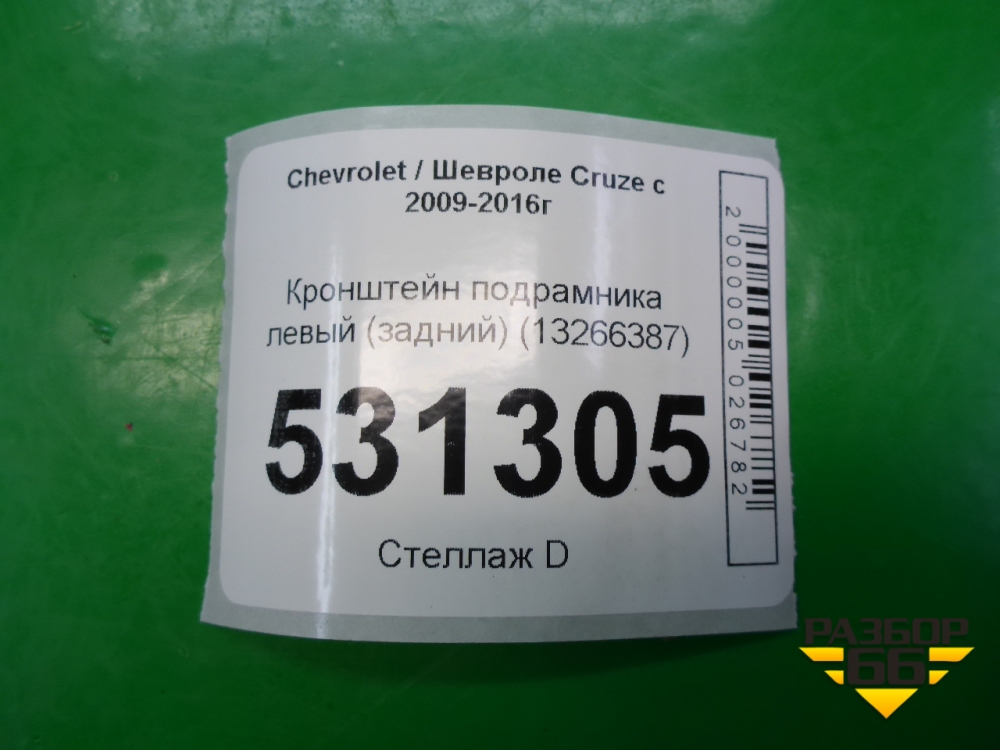 Chevrolet / Шевроле Cruze с
2009-2016г
Кронштейн подрамника
левый (задний) (13266387)
531305
Стеллаж D
2000005026782
РАЗБОР
66